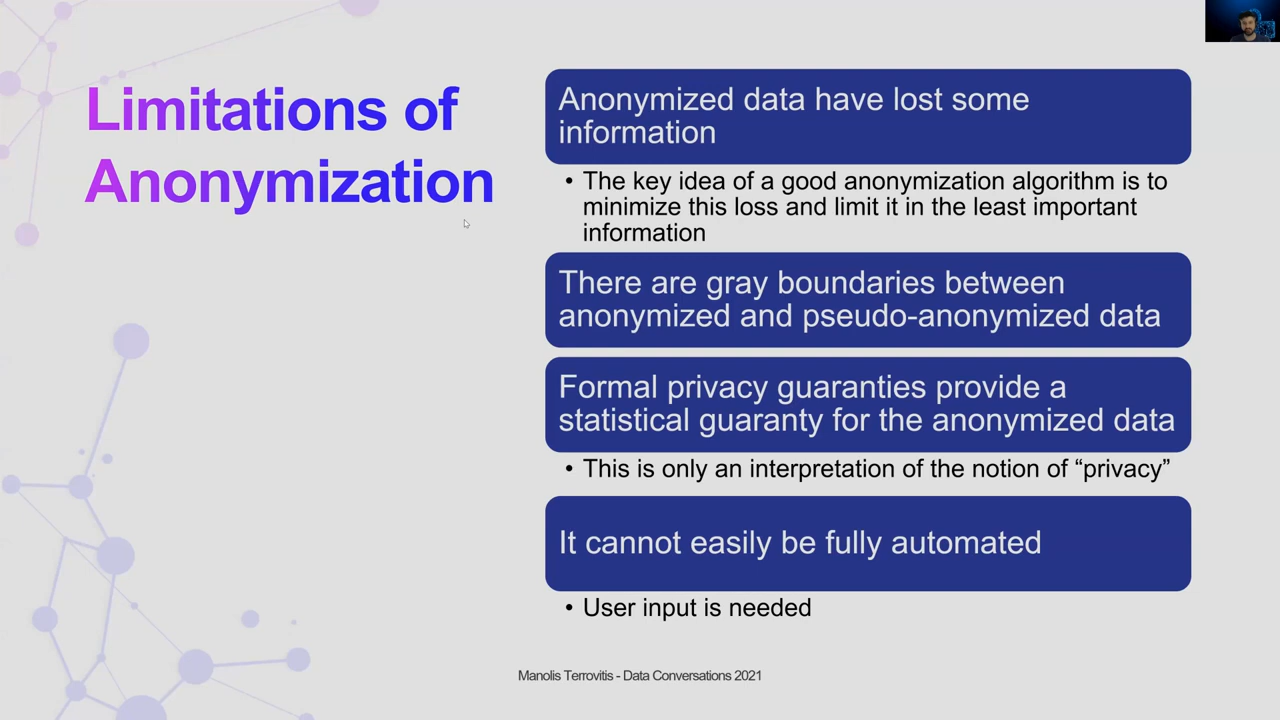 Limitations of
Anonymization
Anonymized data have lost some
information
• The key idea of a good anonymization algorithm is to
minimize this loss and limit it in the least important
information
There are gray boundaries between
anonymized and pseudo-anonymized data
Formal privacy guaranties provide a
statistical guaranty for the anonymized data
• This is only an interpretation of the notion of “privacy”
It cannot easily be fully automated
• User input is needed
Manolis Terrovitis - Data Conversations 2021